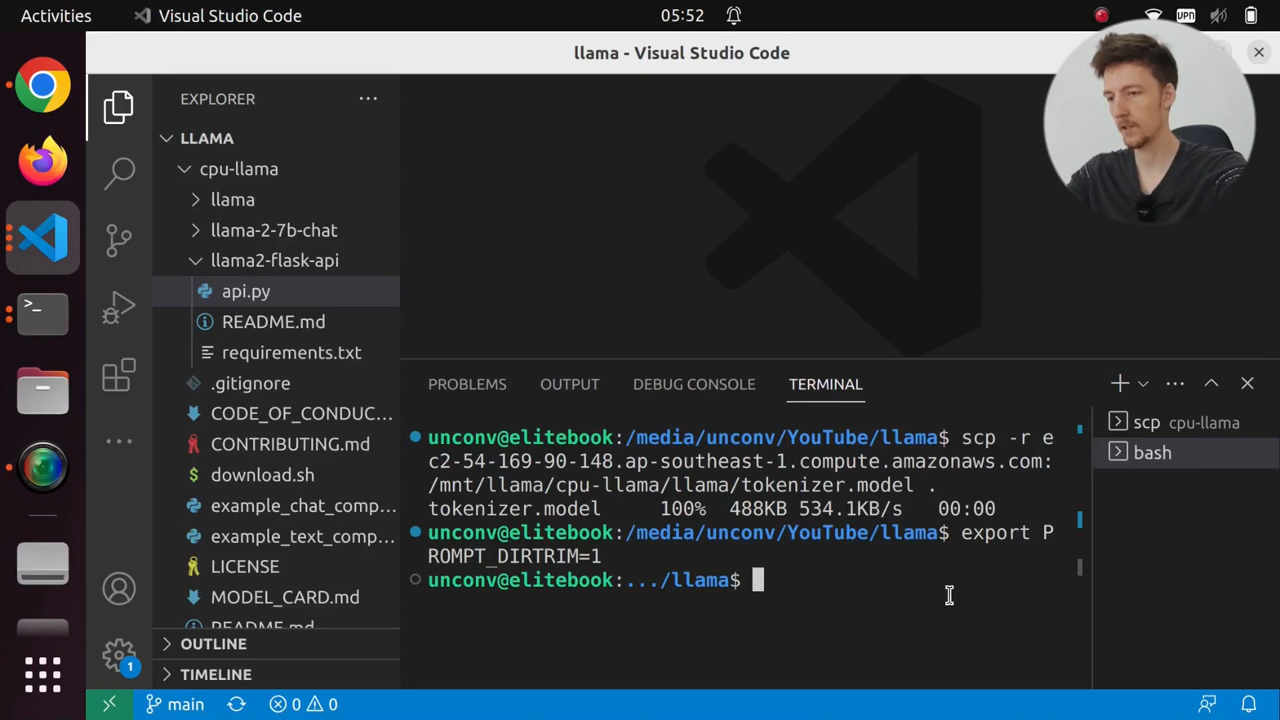 Activities
Visual Studio Code
05:52
VPN
llama - Visual Studio Code
EXPLORER
LLAMA
cpu-llama
llama
llama-2-7b-chat
llama2-flask-api
api.py
README.md
requirements.txt
.gitignore
CODE_OF_CONDUC...
CONTRIBUTING.md
download.sh
example_chat_comp...
example_text_comp...
LICENSE
MODEL_CARD.md
README.md
OUTLINE
TIMELINE
PROBLEMS
OUTPUT
DEBUG CONSOLE
TERMINAL
unconv@elitebook:/media/unconv/YouTube/llama$ scp -r e
c2-54-169-90-148.ap-southeast-1.compute.amazonaws.com:
/mnt/llama/cpu-llama/llama/tokenizer.model .
tokenizer.model 100% 488KB 534.1KB/s 00:00
unconv@elitebook:/media/unconv/YouTube/llama$ export P
ROMPT_DIRTRIM=1
unconv@elitebook:.../llama$
scp cpu-llama
bash
1
main
0 0